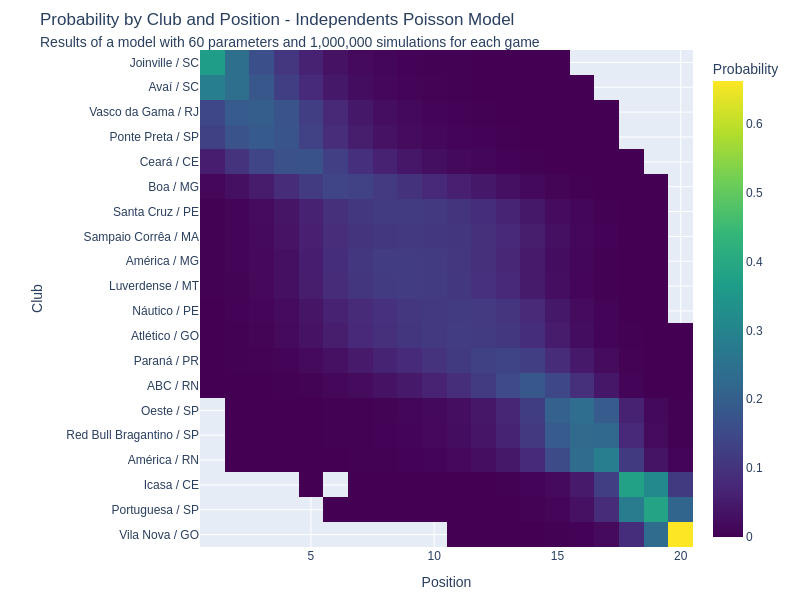 Probability by Club and Position - Independents Poisson Model
Results of a model with 60 parameters and 1,000,000 simulations for each game
Probability
Joinville / SC
Avaí / SC
Vasco da Gama / RJ
Ponte Preta / SP
Ceará / CE
Boa / MG
Santa Cruz / PE
Sampaio Corrêa / MA
América / MG
Luverdense / MT
Náutico / PE
Atlético / GO
Paraná / PR
ABC / RN
Oeste / SP
Red Bull Bragantino / SP
América / RN
Icasa / CE
Portuguesa / SP
Vila Nova / GO
Club
5
10
15
20
Position
0.6
0.5
0.4
0.3
0.2
0.1
0